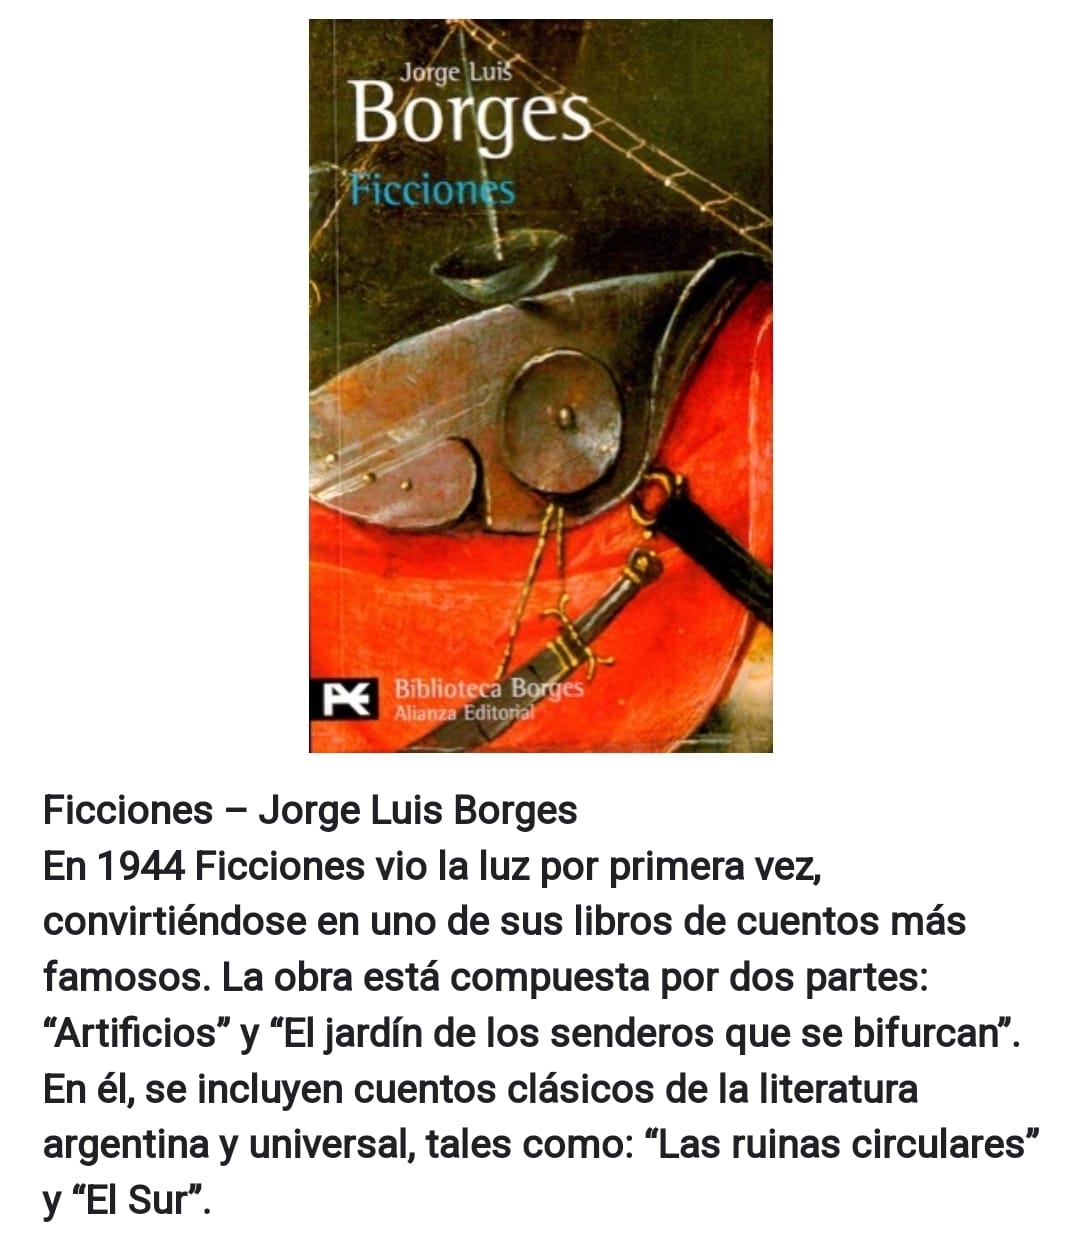 Jorge Luis
Borges
Ficciones
Biblioteca Borges
Alianza Editorial
Ficciones – Jorge Luis Borges
En 1944 Ficciones vio la luz por primera vez,
convirtiéndose en uno de sus libros de cuentos más
famosos. La obra está compuesta por dos partes:
“Artificios” y “El jardín de los senderos que se bifurcan”.
En él, se incluyen cuentos clásicos de la literatura
argentina y universal, tales como: “Las ruinas circulares”
y “El Sur”.